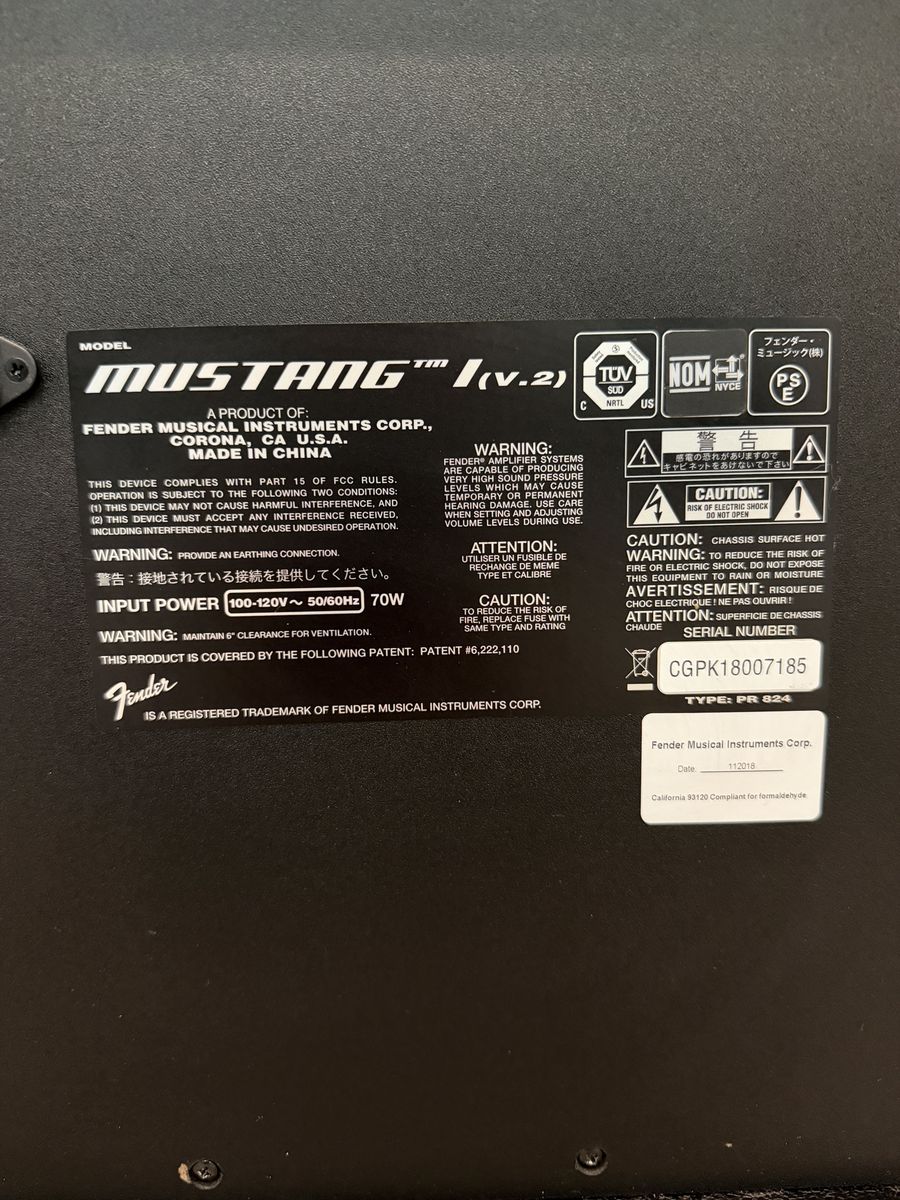 MODEL
MUSTANG™ I (V.2)
A PRODUCT OF:
FENDER MUSICAL INSTRUMENTS CORP.,
CORONA, CA U.S.A.
MADE IN CHINA
THIS DEVICE COMPLIES WITH PART 15 OF FCC RULES.
OPERATION IS SUBJECT TO THE FOLLOWING TWO CONDITIONS:
(1) THIS DEVICE MAY NOT CAUSE HARMFUL INTERFERENCE, AND
(2) THIS DEVICE MUST ACCEPT ANY INTERFERENCE RECEIVED,
INCLUDING INTERFERENCE THAT MAY CAUSE UNDESIRED OPERATION.
WARNING: PROVIDE AN EARTHING CONNECTION.
警告：接地されている接続を提供してください。
INPUT POWER 100-120V～ 50/60Hz 70W
WARNING: MAINTAIN 6" CLEARANCE FOR VENTILATION.
THIS PRODUCT IS COVERED BY THE FOLLOWING PATENT: PATENT #6,222,110
Fender
IS A REGISTERED TRADEMARK OF FENDER MUSICAL INSTRUMENTS CORP.
WARNING:
FENDER® AMPLIFIER SYSTEMS
ARE CAPABLE OF PRODUCING
VERY HIGH SOUND PRESSURE
LEVELS WHICH MAY CAUSE
TEMPORARY OR PERMANENT
HEARING DAMAGE. USE CARE
WHEN SETTING AND ADJUSTING
VOLUME LEVELS DURING USE.
ATTENTION:
UTILISER UN FUSIBLE DE
RECHANGE DE MEME
TYPE ET CALIBRE
CAUTION:
TO REDUCE THE RISK OF
FIRE, REPLACE FUSE WITH
SAME TYPE AND RATING
TÜV
SÜD
C NRTL US
NOM
NYCE
フェンダー・
ミュージック(株)
PS
E
警告
感電の恐れがありますので
キャビネットをあけないで下さい
CAUTION:
RISK OF ELECTRIC SHOCK
DO NOT OPEN
CAUTION: CHASSIS SURFACE HOT
WARNING: TO REDUCE THE RISK OF
FIRE OR ELECTRIC SHOCK, DO NOT EXPOSE
THIS EQUIPMENT TO RAIN OR MOISTURE
AVERTISSEMENT: RISQUE DE
CHOC ELECTRIQUE ! NE PAS OUVRIR !
ATTENTION: SUPERFICIE DE CHASSIS
CHAUDE
SERIAL NUMBER
CGPK18007185
TYPE: PR 824
Fender Musical Instruments Corp.
Date: 112018
California 93120 Compliant for formaldehyde